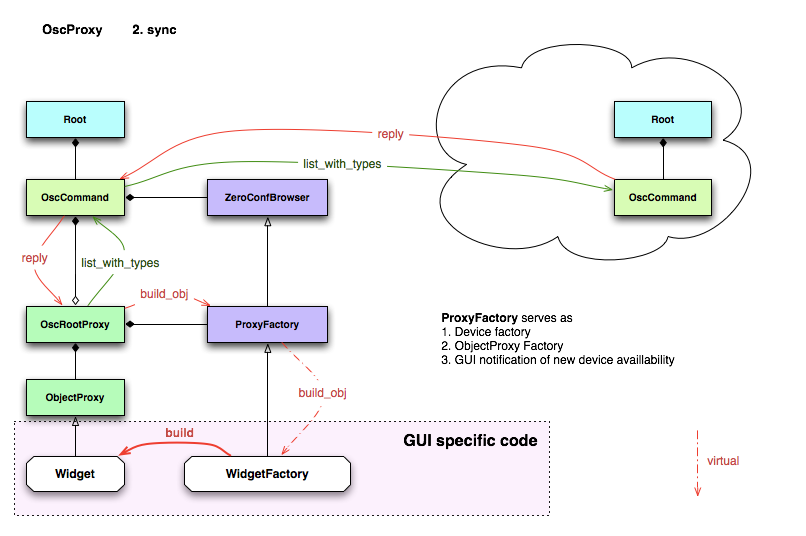 OscProxy 2. sync
Root
Root
reply
list_with_types
OscCommand
ZeroConfBrowser
OscCommand
reply
list_with_types
build_obj
OscRootProxy
ProxyFactory
ProxyFactory serves as
1. Device factory
2. ObjectProxy Factory
3. GUI notification of new device availlability
ObjectProxy
build_obj
build
GUI specific code
Widget
WidgetFactory
virtual